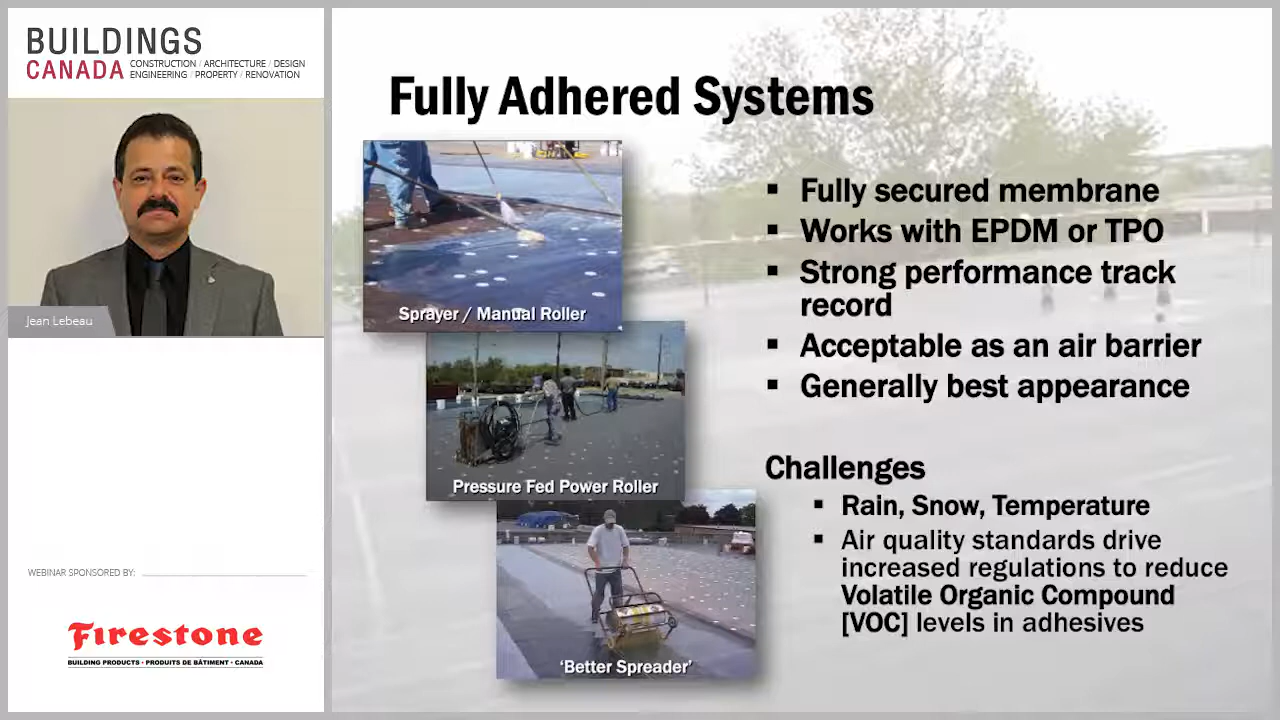 BUILDINGS
CANADA CONSTRUCTION / ARCHITECTURE / DESIGN
ENGINEERING / PROPERTY / RENOVATION
Jean Lebeau
WEBINAR SPONSORED BY:
Firestone
BUILDING PRODUCTS • PRODUITS DE BÂTIMENT • CANADA
Fully Adhered Systems
Sprayer / Manual Roller
Pressure Fed Power Roller
'Better Spreader'
▪ Fully secured membrane
▪ Works with EPDM or TPO
▪ Strong performance track
record
▪ Acceptable as an air barrier
▪ Generally best appearance
Challenges
▪ Rain, Snow, Temperature
▪ Air quality standards drive
increased regulations to reduce
Volatile Organic Compound
[VOC] levels in adhesives